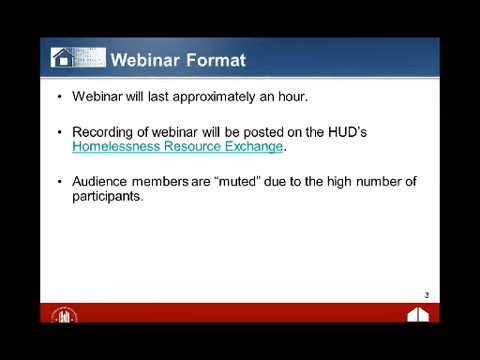 Webinar Format
• Webinar will last approximately an hour.
• Recording of webinar will be posted on the HUD's
Homelessness Resource Exchange.
• Audience members are “muted” due to the high number of
participants.
3